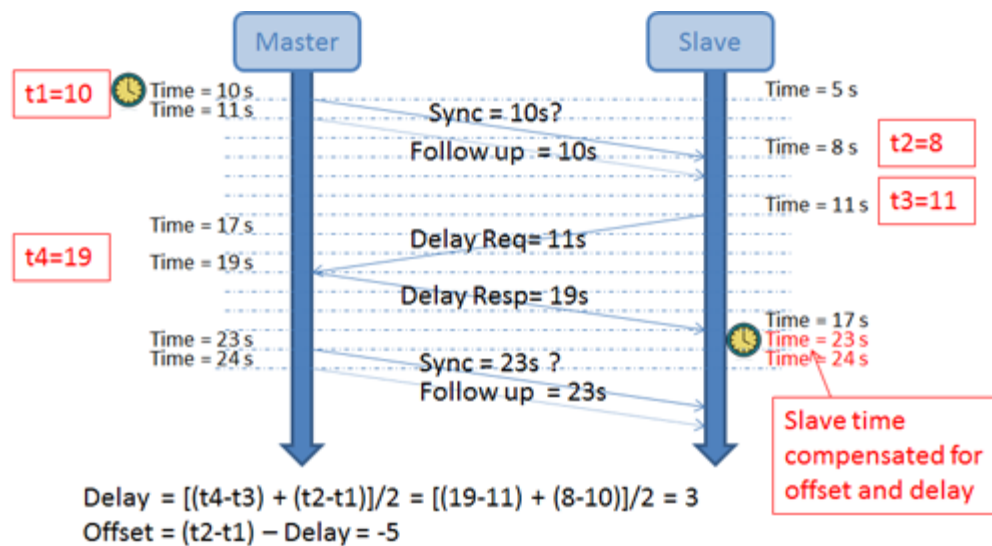 Master
Slave
t1=10
Time = 10 s
Time = 5 s
Time = 11 s
Sync = 10s?
Follow up = 10s
Time = 8 s
t2=8
Time = 11 s
t3=11
Time = 17 s
Delay Req= 11s
t4=19
Time = 19 s
Delay Resp= 19s
Time = 17 s
Time = 23 s
Time = 23 s
Time = 24 s
Time = 24 s
Sync = 23s ?
Follow up = 23s
Slave time
compensated for
offset and delay
Delay = [(t4-t3) + (t2-t1)]/2 = [(19-11) + (8-10)]/2 = 3
Offset = (t2-t1) – Delay = -5